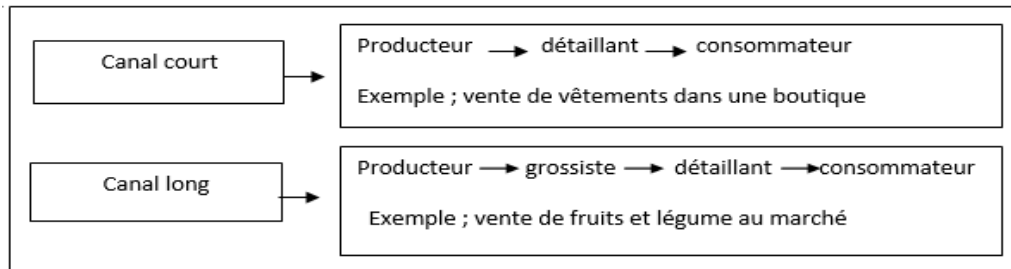 Canal court
Producteur détaillant consommateur
Exemple ; vente de vêtements dans une boutique
Canal long
Producteur grossiste détaillant consommateur
Exemple ; vente de fruits et légume au marché